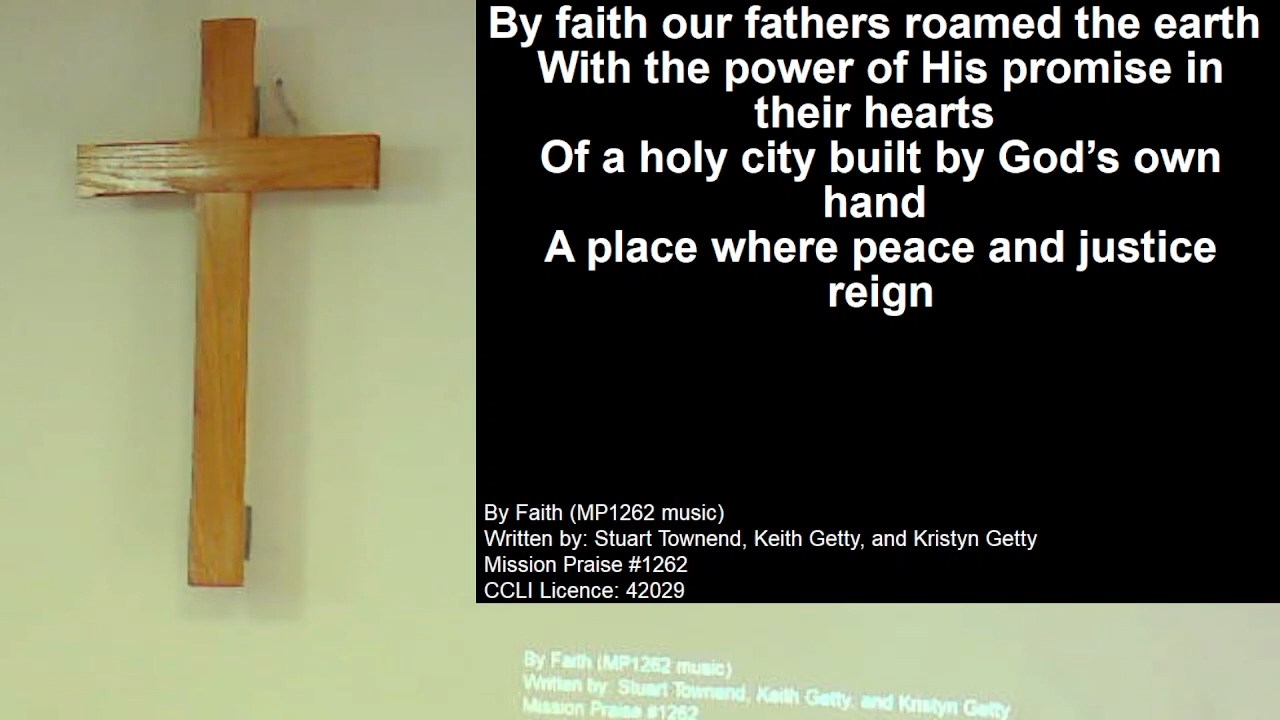 By faith our fathers roamed the earth
With the power of His promise in
their hearts
Of a holy city built by God’s own
hand
A place where peace and justice
reign
By Faith (MP1262 music)
Written by: Stuart Townend, Keith Getty, and Kristyn Getty
Mission Praise #1262
CCLI Licence: 42029
By Faith (MP1262 music)
Written by: Stuart Townend, Keith Getty, and Kristyn Getty
Mission Praise #1262